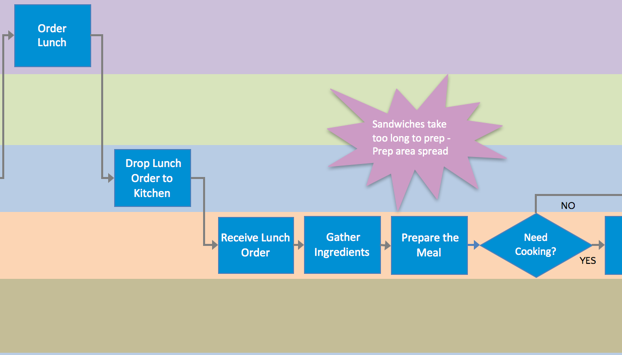 Order
Lunch
Sandwiches take
too long to prep -
Prep area spread
Drop Lunch
Order to
Kitchen
Receive Lunch
Order
Gather
Ingredients
Prepare the
Meal
Need
Cooking?
NO
YES